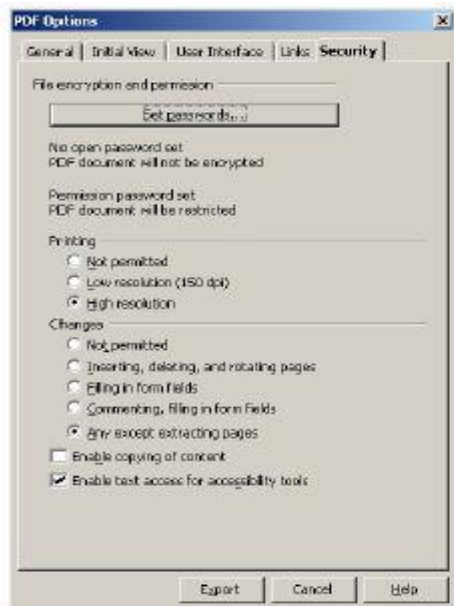 PDF Options
General Initial View User Interface Links Security
File encryption and permission
Set passwords...
No open password set
PDF document will not be encrypted
Permission password set
PDF document will be restricted
Printing
Not permitted
Low resolution (150 dpi)
High resolution
Changes
Not permitted
Inserting, deleting, and rotating pages
Filling in form fields
Commenting, filling in form fields
Any except extracting pages
Enable copying of content
Enable text access for accessibility tools
Export Cancel Help